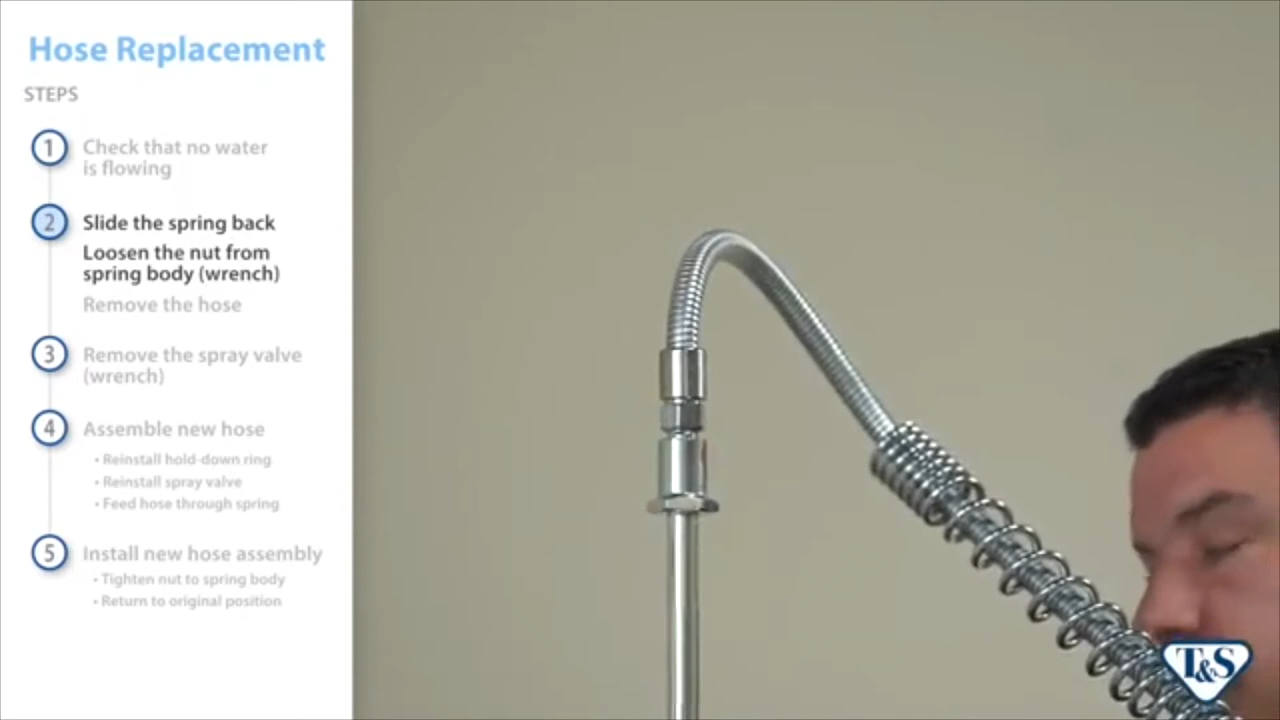 Hose Replacement
STEPS
1 Check that no water
is flowing
2 Slide the spring back
Loosen the nut from
spring body (wrench)
Remove the hose
3 Remove the spray valve
(wrench)
4 Assemble new hose
• Reinstall hold-down ring
• Reinstall spray valve
• Feed hose through spring
5 Install new hose assembly
• Tighten nut to spring body
• Return to original position
T&S